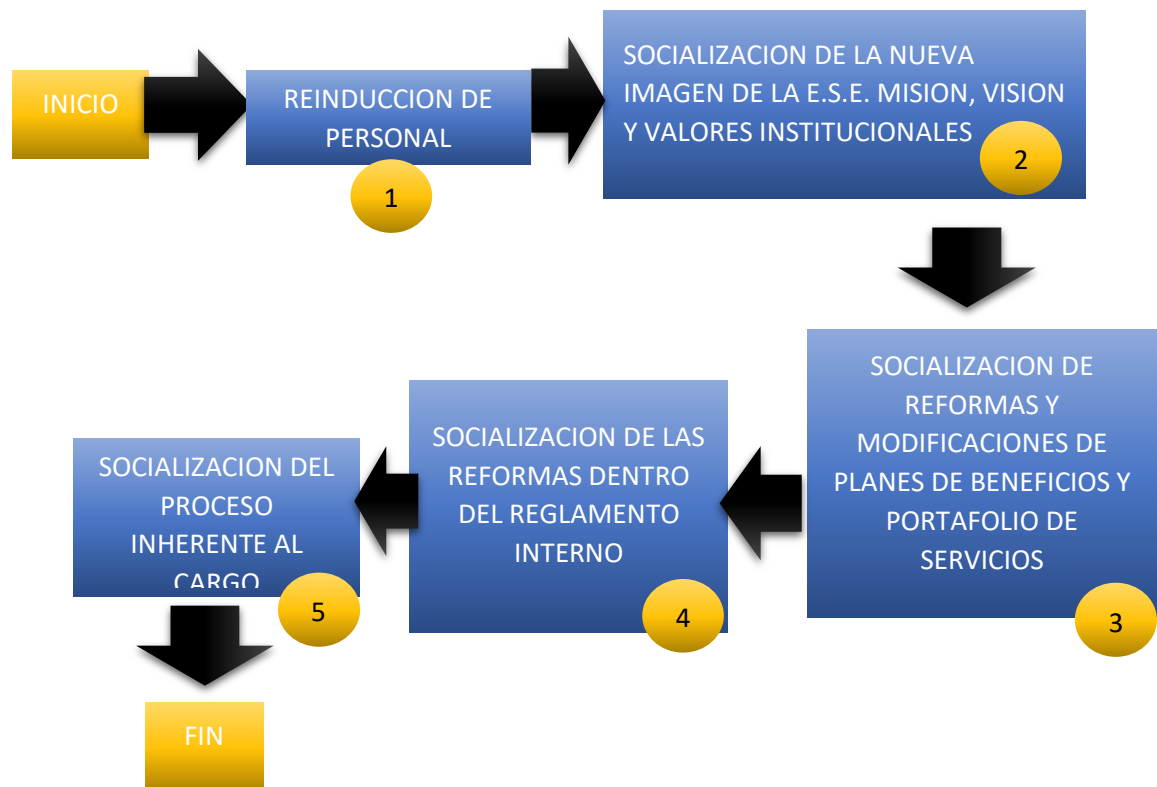 INICIO
REINDUCCION DE
PERSONAL
1
SOCIALIZACION DE LA NUEVA
IMAGEN DE LA E.S.E. MISION, VISION
Y VALORES INSTITUCIONALES
2
SOCIALIZACION DE
REFORMAS Y
MODIFICACIONES DE
PLANES DE BENEFICIOS Y
PORTAFOLIO DE
SERVICIOS
3
SOCIALIZACION DE LAS
REFORMAS DENTRO
DEL REGLAMENTO
INTERNO
4
SOCIALIZACION DEL
PROCESO
INHERENTE AL
CARGO
5
FIN